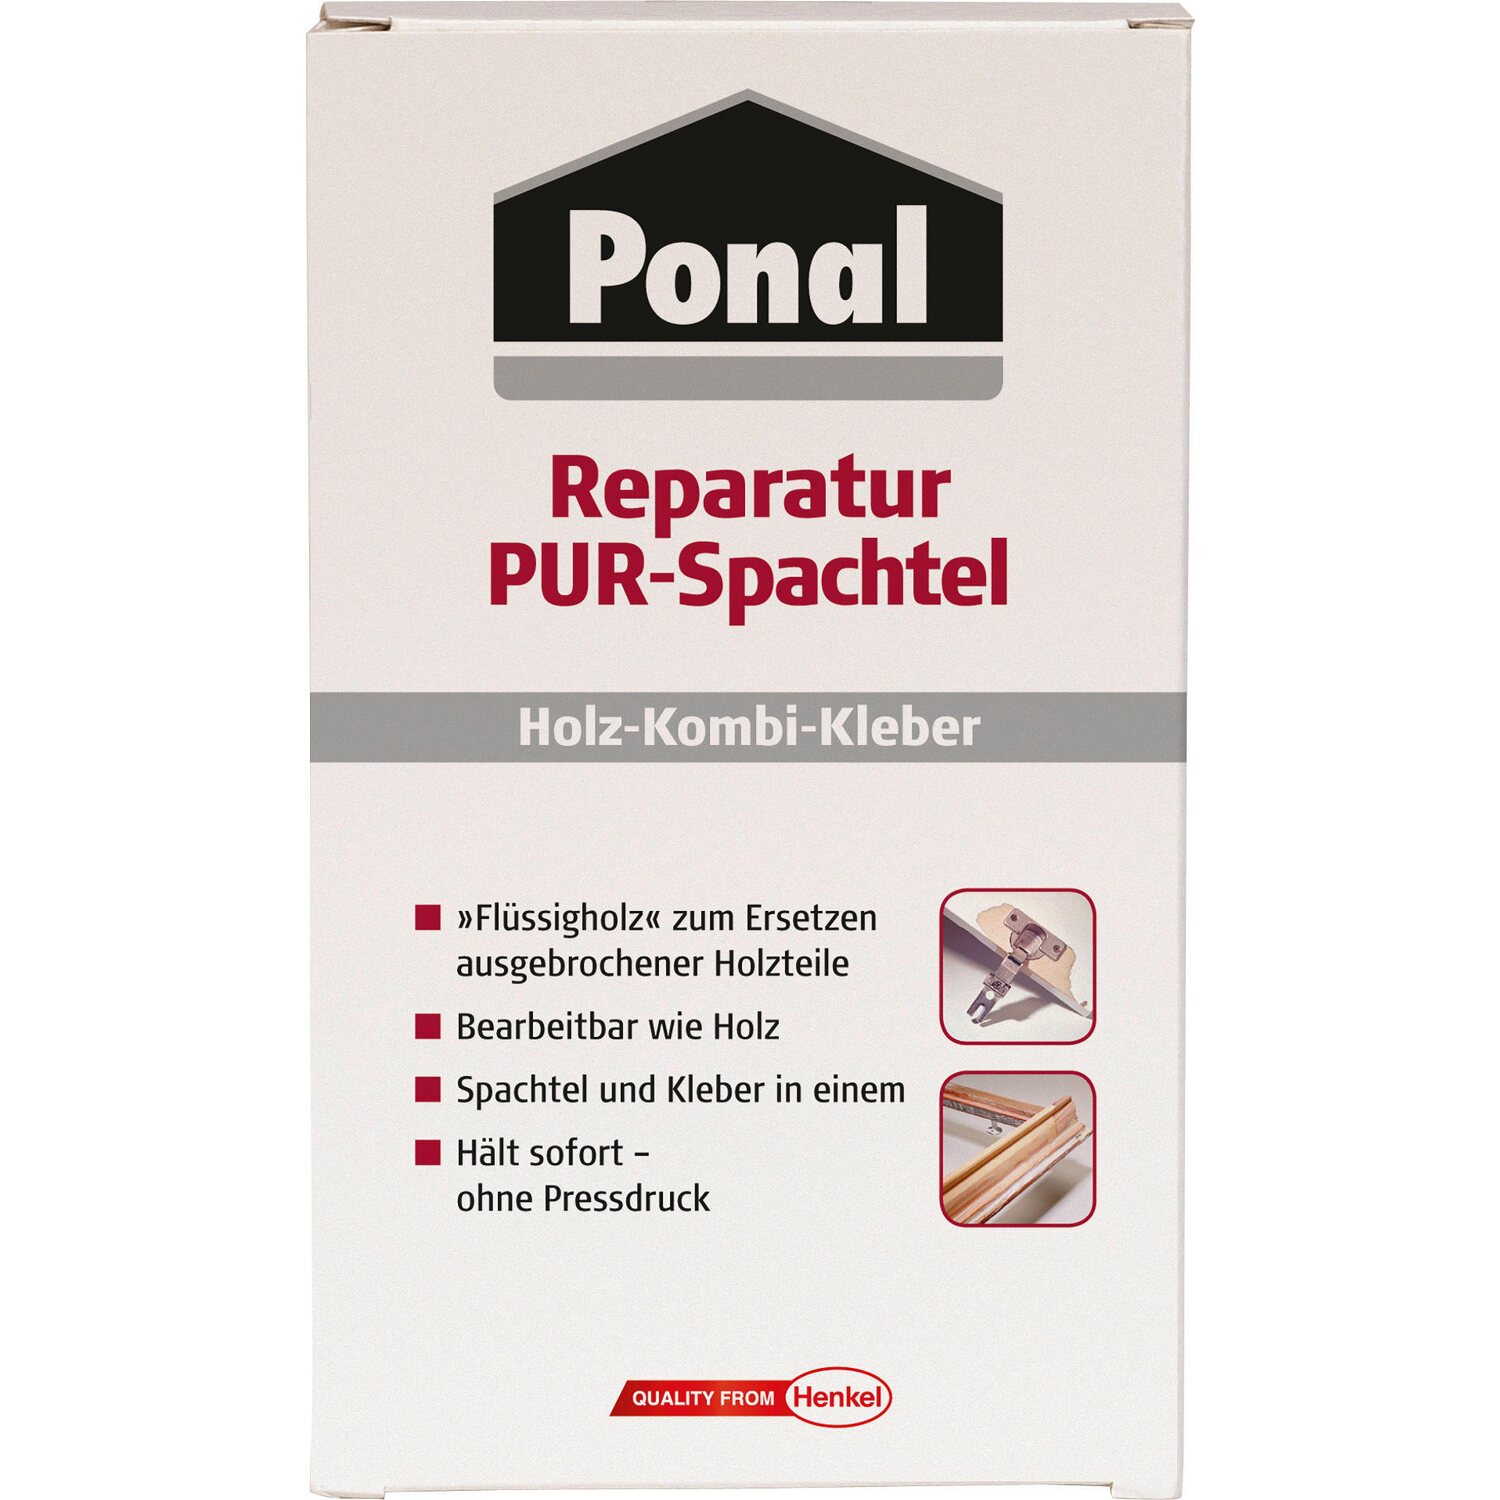 Ponal
Reparatur
PUR-Spachtel
Holz-Kombi-Kleber
»Flüssigholz« zum Ersetzen
ausgebrochener Holzteile
Bearbeitbar wie Holz
Spachtel und Kleber in einem
Hält sofort –
ohne Pressdruck
QUALITY FROM Henkel